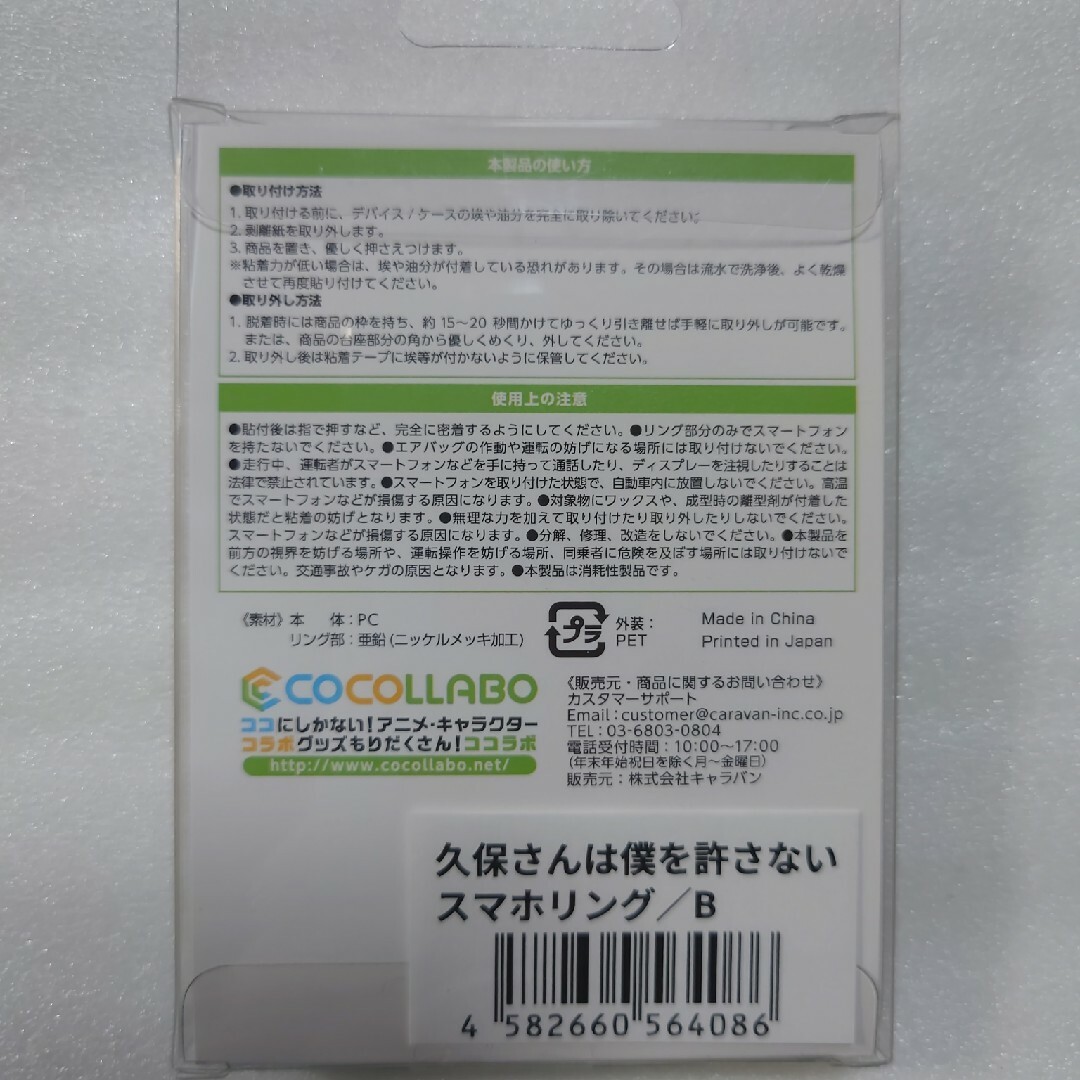 本製品の使い方
●取り付け方法
1. 取り付ける前に、デバイス / ケースの埃や油分を完全に取り除いてください。
2. 剥離紙を取り外します。
3. 商品を置き、優しく押さえつけます。
※粘着力が低い場合は、埃や油分が付着している恐れがあります。その場合は流水で洗浄後、よく乾燥
させて再度貼り付けてください。
●取り外し方法
1. 脱着時には商品の枠を持ち、約 15〜20 秒間かけてゆっくり引き離せば手軽に取り外しが可能です。
または、商品の台座部分の角から優しくめくり、外してください。
2. 取り外し後は粘着テープに埃等が付かないように保管してください。
使用上の注意
●貼付後は指で押すなど、完全に密着するようにしてください。●リング部分のみでスマートフォン
を持たないでください。●エアバッグの作動や運転の妨げになる場所には取り付けないでください。
●走行中、運転者がスマートフォンなどを手に持って通話したり、ディスプレーを注視したりすることは
法律で禁止されています。●スマートフォンを取り付けた状態で、自動車内に放置しないでください。高温
でスマートフォンなどが損傷する原因になります。●対象物にワックスや、成型時の離型剤が付着した
状態だと粘着の妨げとなります。●無理な力を加えて取り付けたり取り外したりしないでください。
スマートフォンなどが損傷する原因になります。●分解、修理、改造をしないでください。●本製品を
前方の視界を妨げる場所や、運転操作を妨げる場所、同乗者に危険を及ぼす場所には取り付けないで
ください。交通事故やケガの原因となります。●本製品は消耗性製品です。
《素材》本 体：PC
リング部：亜鉛 (ニッケルメッキ加工)
プラ
外装：
PET
Made in China
Printed in Japan
COCOLLABO
ココにしかない！アニメ・キャラクター
コラボグッズもりだくさん！ココラボ
http://www.cocollabo.net/
《販売元・商品に関するお問い合わせ》
カスタマーサポート
Email：customer@caravan-inc.co.jp
TEL：03-6803-0804
電話受付時間：10:00〜17:00
(年末年始祝日を除く月〜金曜日)
販売元：株式会社キャラバン
久保さんは僕を許さない
スマホリング／B
4 582660 564086